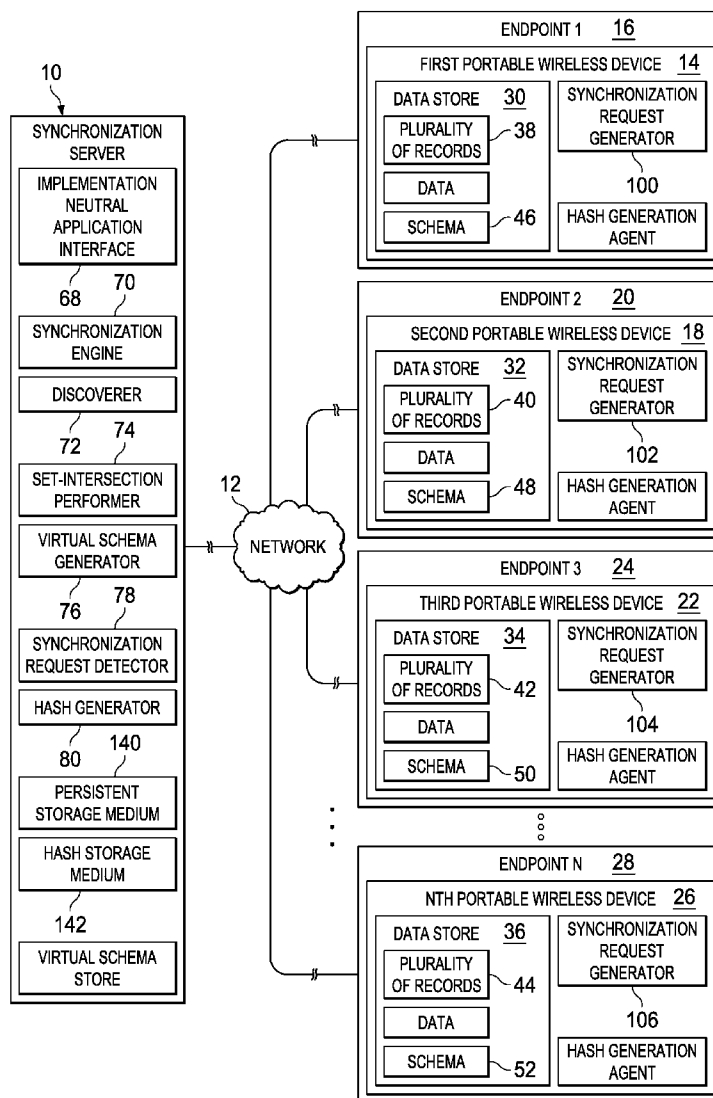 10
SYNCHRONIZATION
SERVER
IMPLEMENTATION
NEUTRAL
APPLICATION
INTERFACE
68
70
SYNCHRONIZATION
ENGINE
DISCOVERER
72
74
SET-INTERSECTION
PERFORMER
VIRTUAL SCHEMA
GENERATOR
76
78
SYNCHRONIZATION
REQUEST DETECTOR
HASH GENERATOR
80
140
PERSISTENT
STORAGE MEDIUM
HASH STORAGE
MEDIUM
142
VIRTUAL SCHEMA
STORE
12
NETWORK
ENDPOINT 1 16
FIRST PORTABLE WIRELESS DEVICE 14
DATA STORE 30
PLURALITY
OF RECORDS
38
DATA
SCHEMA
46
SYNCHRONIZATION
REQUEST
GENERATOR
100
HASH GENERATION
AGENT
ENDPOINT 2 20
SECOND PORTABLE WIRELESS DEVICE 18
DATA STORE 32
PLURALITY
OF RECORDS
40
DATA
SCHEMA
48
SYNCHRONIZATION
REQUEST
GENERATOR
102
HASH GENERATION
AGENT
ENDPOINT 3 24
THIRD PORTABLE WIRELESS DEVICE 22
DATA STORE 34
PLURALITY
OF RECORDS
42
DATA
SCHEMA
50
SYNCHRONIZATION
REQUEST
GENERATOR
104
HASH GENERATION
AGENT
ENDPOINT N 28
NTH PORTABLE WIRELESS DEVICE 26
DATA STORE 36
PLURALITY
OF RECORDS
44
DATA
SCHEMA
52
SYNCHRONIZATION
REQUEST
GENERATOR
106
HASH GENERATION
AGENT